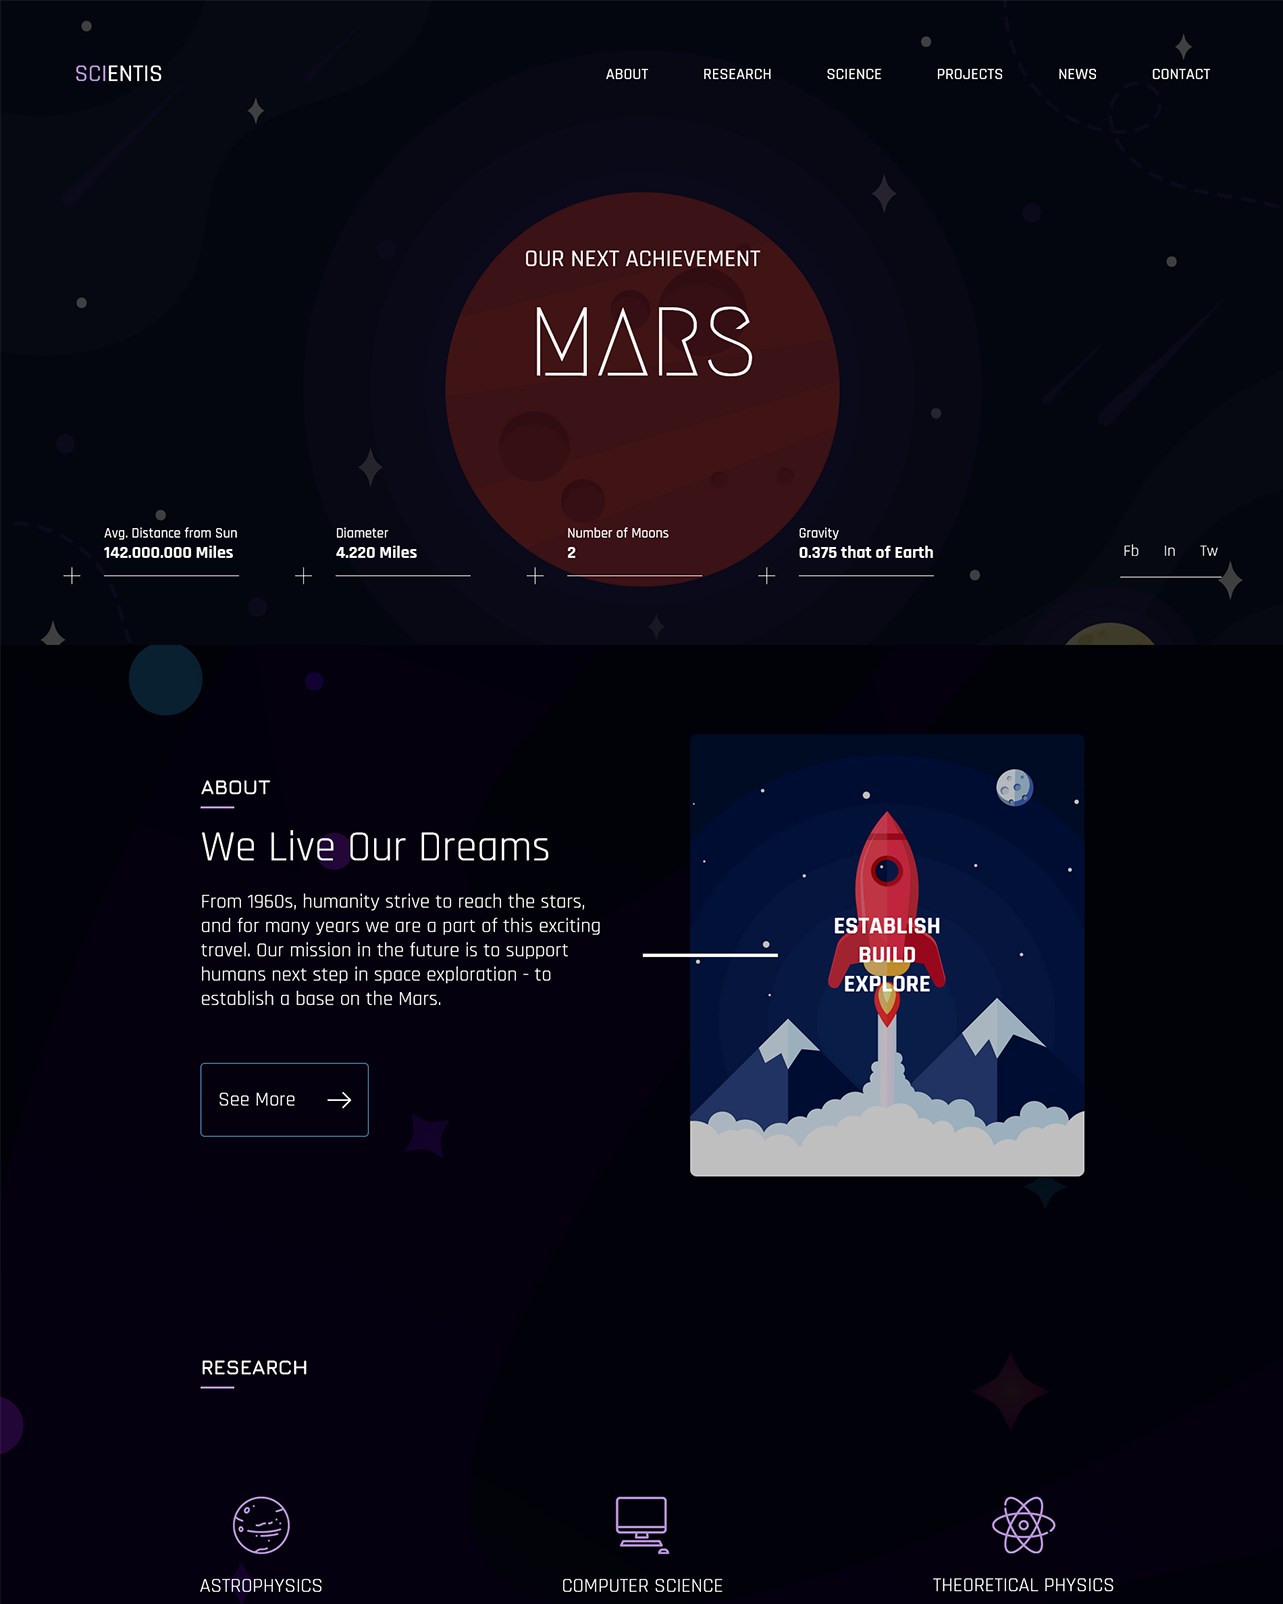 SCIENTIS
ABOUT RESEARCH SCIENCE PROJECTS NEWS CONTACT
OUR NEXT ACHIEVEMENT
MARS
Avg. Distance from Sun
142.000.000 Miles
Diameter
4.220 Miles
Number of Moons
2
Gravity
0.375 that of Earth
Fb In Tw
ABOUT
We Live Our Dreams
From 1960s, humanity strive to reach the stars,
and for many years we are a part of this exciting
travel. Our mission in the future is to support
humans next step in space exploration - to
establish a base on the Mars.
See More
ESTABLISH
BUILD
EXPLORE
RESEARCH
ASTROPHYSICS
COMPUTER SCIENCE
THEORETICAL PHYSICS